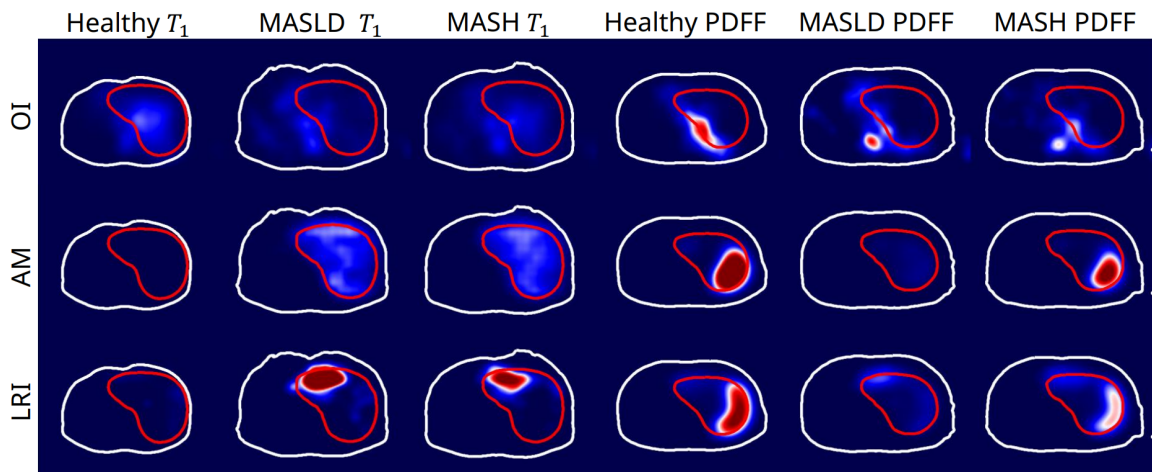 Healthy T₁ MASLD T₁ MASH T₁ Healthy PDFF MASLD PDFF MASH PDFF
OI
AM
LRI